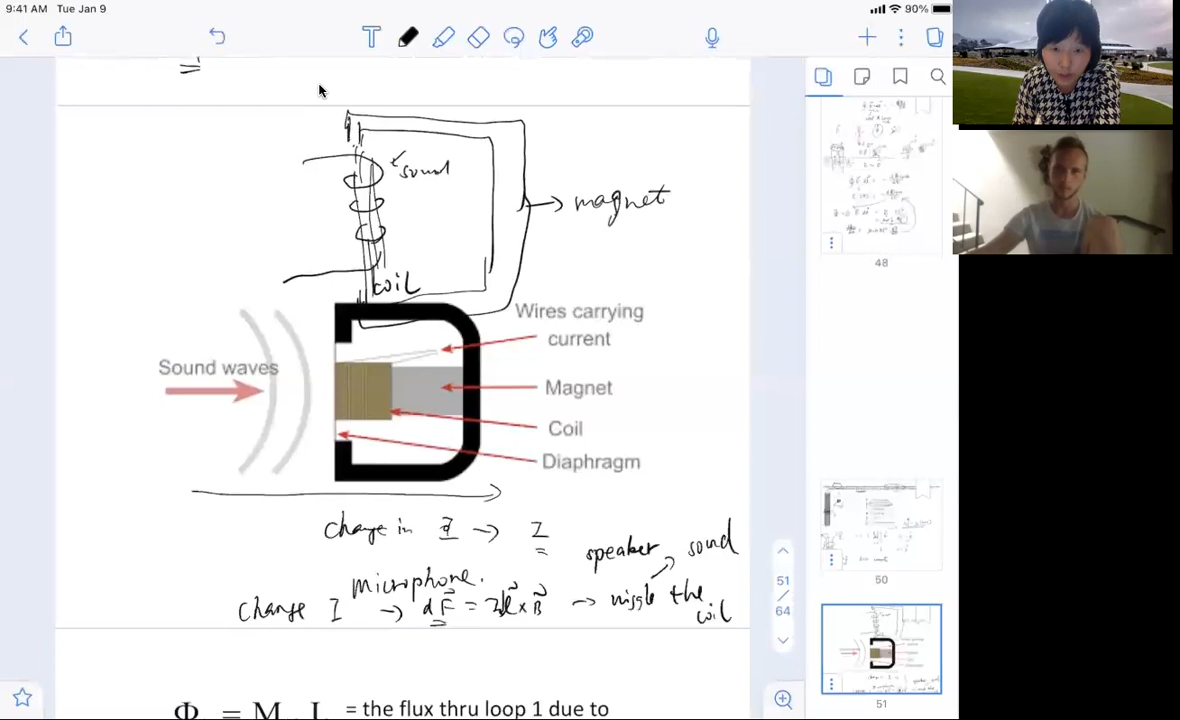 9:41 AM Tue Jan 9
90%
sound
magnet
coil
Wires carrying
current
Sound waves
Magnet
Coil
Diaphragm
change in Φ → I
speaker sound
microphone.
Change I → dF = Idl × B → wiggle the
coil
Φ = M I = the flux thru loop 1 due to
48
50
51
51
/
64